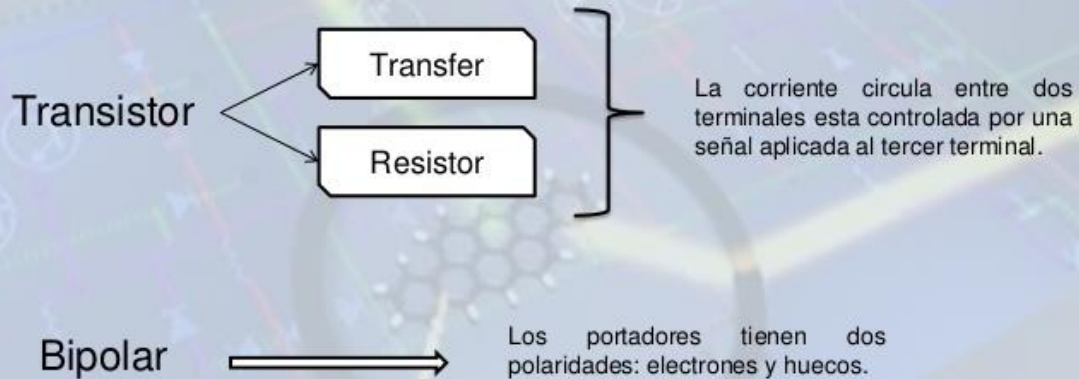 Transistor
Transfer
Resistor
La corriente circula entre dos
terminales esta controlada por una
señal aplicada al tercer terminal.
Bipolar
Los portadores tienen dos
polaridades: electrones y huecos.